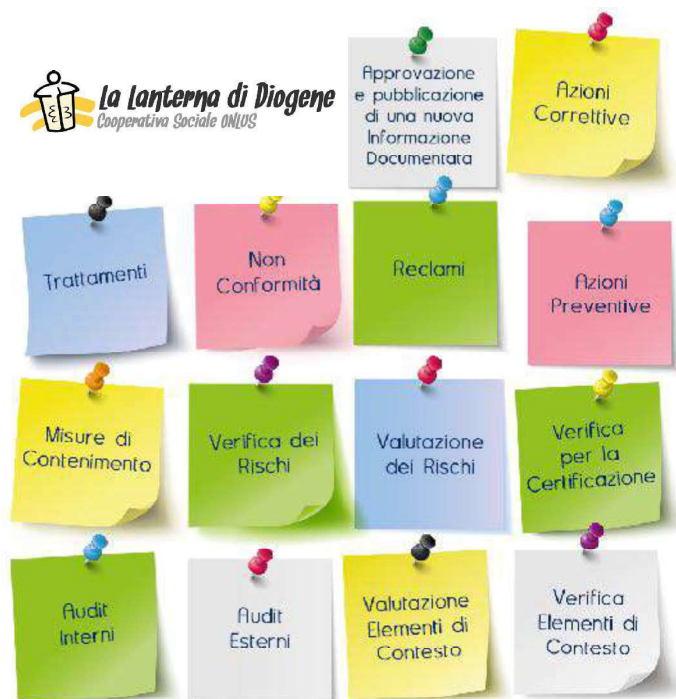 La Lanterna di Diogene
Cooperativa Sociale ONLUS
Approvazione
e pubblicazione
di una nuova
Informazione
Documentata
Azioni
Correttive
Trattamenti
Non
Conformità
Reclami
Azioni
Preventive
Misure di
Contenimento
Verifica dei
Rischi
Valutazione
dei Rischi
Verifica
per la
Certificazione
Audit
Interni
Audit
Esterni
Valutazione
Elementi di
Contesto
Verifica
Elementi di
Contesto